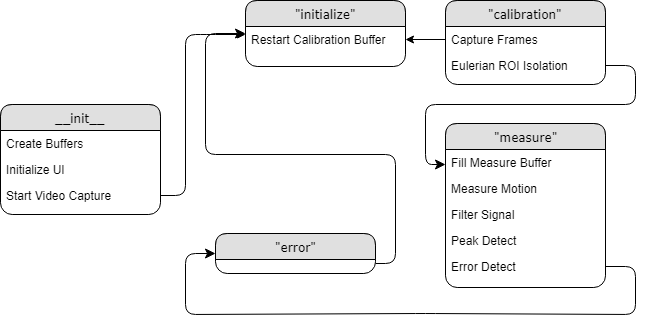 "initialize"
Restart Calibration Buffer
"calibration"
Capture Frames
Eulerian ROI Isolation
__init__
Create Buffers
Initialize UI
Start Video Capture
"measure"
Fill Measure Buffer
Measure Motion
Filter Signal
Peak Detect
Error Detect
"error"